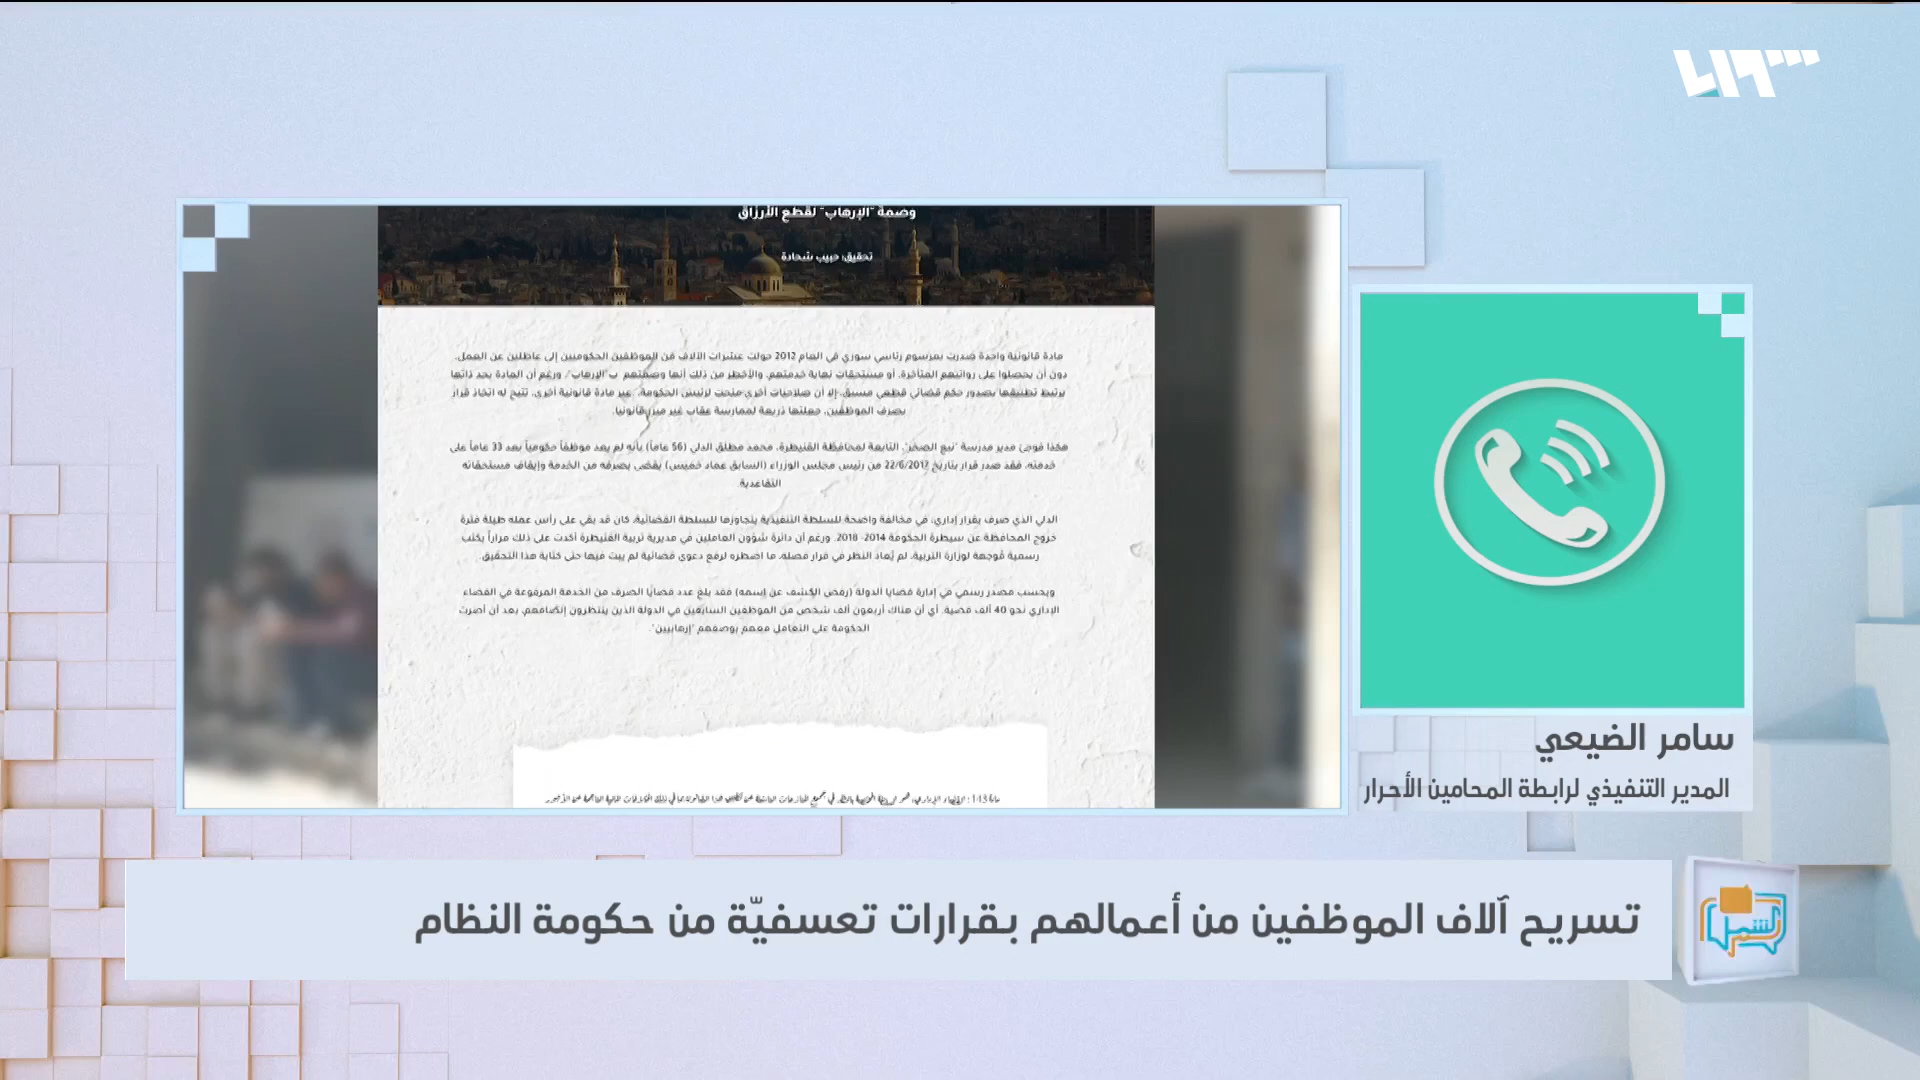 وصمة "الإرهاب" لقطع الأرزاق
تحقيق: حبيب شحادة
مادة قانونية واحدة صدرت بمرسوم رئاسي سوري في العام 2012 حولت عشرات الآلاف من الموظفين الحكوميين إلى عاطلين عن العمل،
دون أن يحصلوا على رواتبهم المتأخرة، أو مستحقات نهاية خدمتهم، والأخطر من ذلك أنها وصمتهم ب"الإرهاب"، ورغم أن المادة بحد ذاتها
يرتبط تطبيقها بصدور حكم قضائي قطعي مسبق، إلا أن صلاحيات أخرى منحت لرئيس الحكومة، عبر مادة قانونية أخرى، تتيح له اتخاذ قرار
بصرف الموظفين، جعلتها ذريعة لممارسة عقاب غير مبرر قانونيا.
هكذا فوجئ مدير مدرسة "نبع الصخر"، التابعة لمحافظة القنيطرة، محمد مطلق الدلي (56 عاماً) بأنه لم يعد موظفاً حكومياً بعد 33 عاماً على
خدمته، فقد صدر قرار بتاريخ 22/6/2017 من رئيس مجلس الوزراء (السابق عماد خميس) يقضي بصرفه من الخدمة وإيقاف مستحقاته
التقاعدية.
الدلي الذي صرف بقرار إداري، في مخالفة واضحة للسلطة التنفيذية بتجاوزها للسلطة القضائية، كان قد بقي على رأس عمله طيلة فترة
خروج المحافظة عن سيطرة الحكومة 2014- 2018، ورغم أن دائرة شؤون العاملين في مديرية تربية القنيطرة أكدت على ذلك مراراً بكتب
رسمية مُوجهة لوزارة التربية، لم يُعاد النظر في قرار فصله، ما اضطره لرفع دعوى قضائية لم يبت فيها حتى كتابة هذا التحقيق.
وبحسب مصدر رسمي في إدارة قضايا الدولة (رفض الكشف عن إسمه) فقد بلغ عدد قضايا الصرف من الخدمة المرفوعة في القضاء
الإداري نحو 40 ألف قضية، أي أن هناك أربعون ألف شخص من الموظفين السابقين في الدولة الذين ينتظرون إنصافهم، بعد أن أصرت
الحكومة على التعامل معهم بوصفهم "إرهابيين".
سامر الضيعي
المدير التنفيذي لرابطة المحامين الأحرار
تسريح آلاف الموظفين من أعمالهم بقرارات تعسفيّة من حكومة النظام